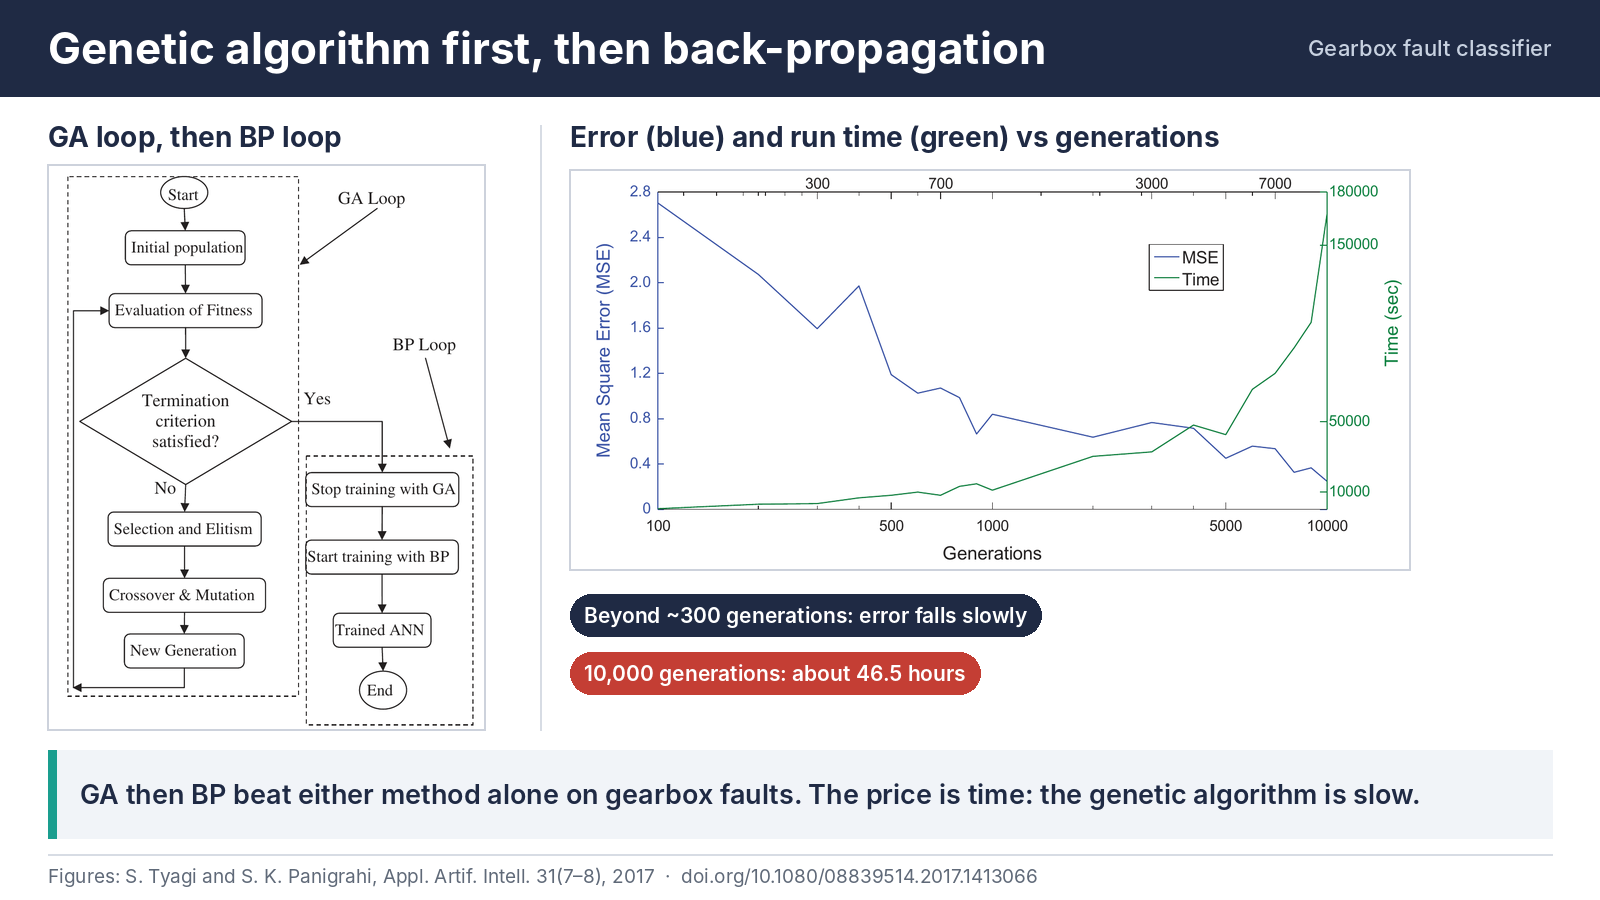 Genetic algorithm first, then back-propagation
Gearbox fault classifier
GA loop, then BP loop
Start
GA Loop
Initial population
Evaluation of Fitness
BP Loop
Termination
criterion
satisfied?
Yes
No
Stop training with GA
Selection and Elitism
Start training with BP
Crossover & Mutation
Trained ANN
New Generation
End
Error (blue) and run time (green) vs generations
300
700
3000
7000
2.8
2.4
2.0
1.6
1.2
0.8
0.4
0
Mean Square Error (MSE)
MSE
Time
180000
150000
50000
10000
Time (sec)
100
500
1000
5000
10000
Generations
Beyond ~300 generations: error falls slowly
10,000 generations: about 46.5 hours
GA then BP beat either method alone on gearbox faults. The price is time: the genetic algorithm is slow.
Figures: S. Tyagi and S. K. Panigrahi, Appl. Artif. Intell. 31(7–8), 2017 · doi.org/10.1080/08839514.2017.1413066